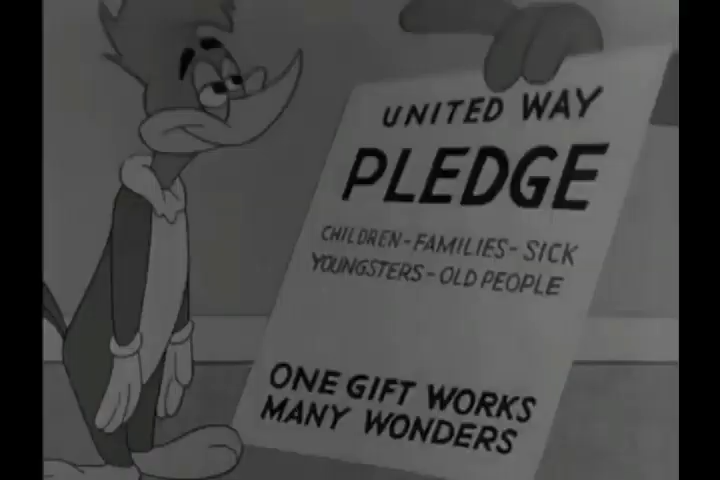 UNITED WAY
PLEDGE
CHILDREN-FAMILIES-SICK
YOUNGSTERS-OLD PEOPLE
ONE GIFT WORKS
MANY WONDERS